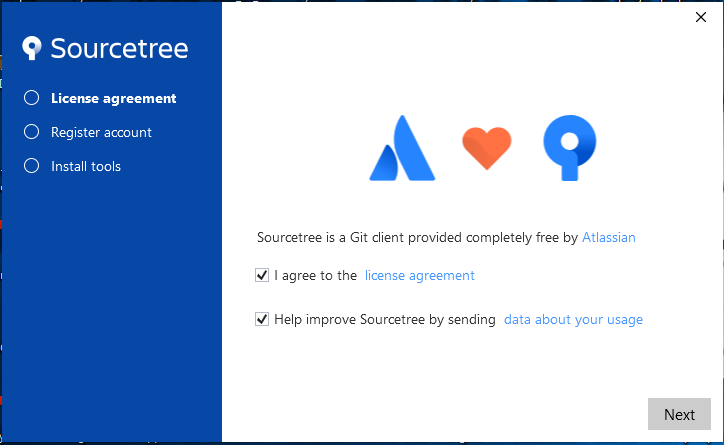 Sourcetree
License agreement
Register account
Install tools
Sourcetree is a Git client provided completely free by Atlassian
I agree to the license agreement
Help improve Sourcetree by sending data about your usage
Next